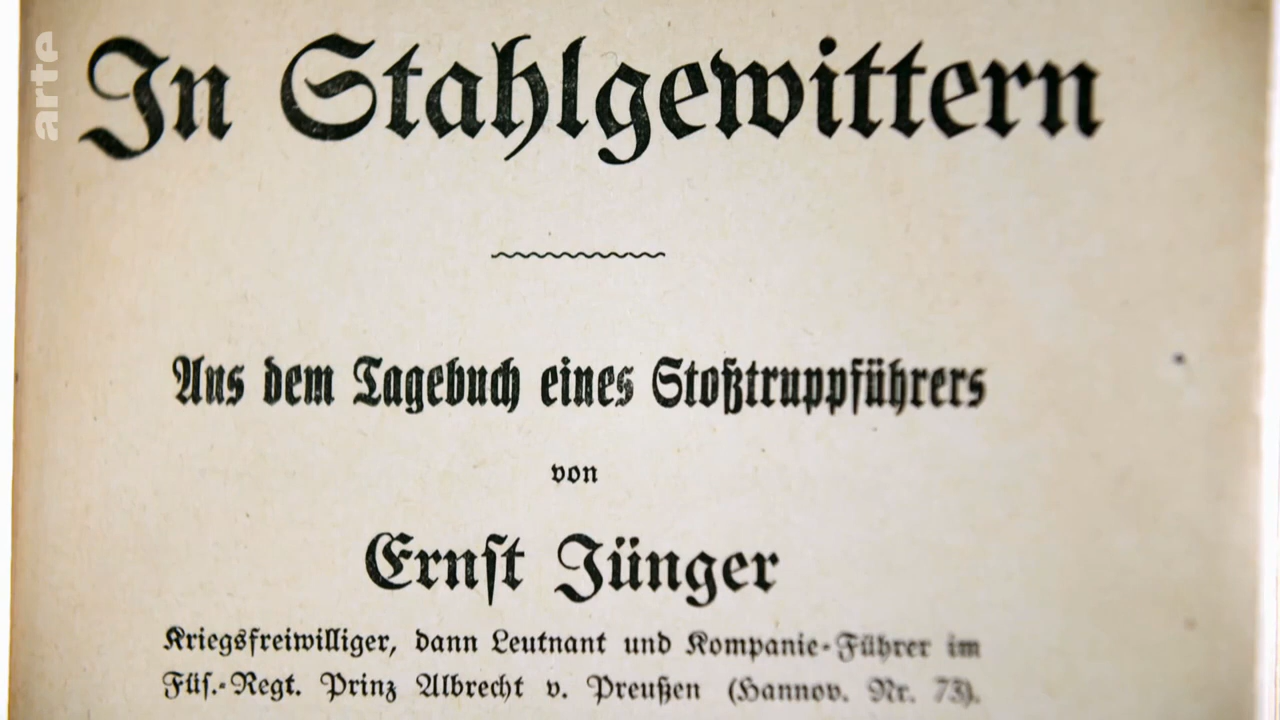 arte
In Stahlgewittern
Aus dem Tagebuch eines Stoßtruppführers
von
Ernst Jünger
Kriegsfreiwilliger, dann Leutnant und Kompanie-Führer im
Füs.-Regt. Prinz Albrecht v. Preußen (Hannov. Nr. 73).